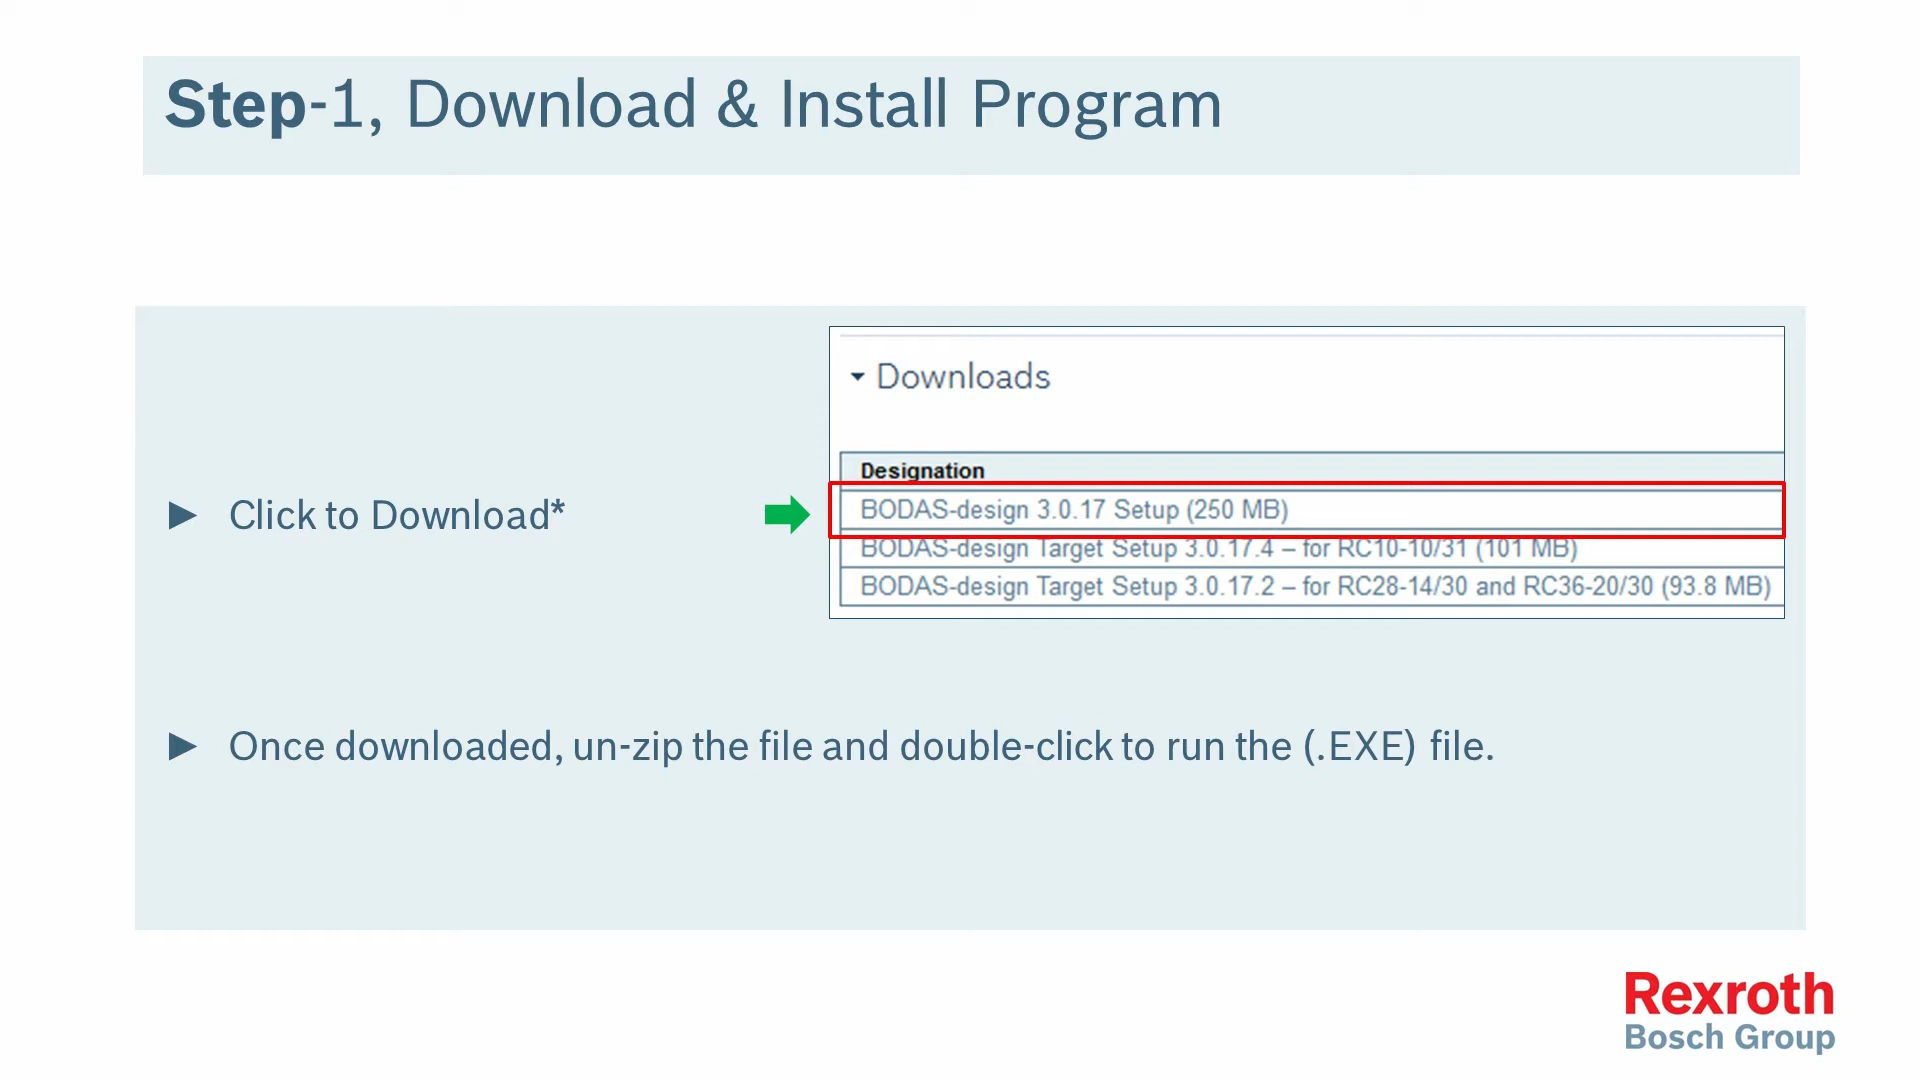 Step-1, Download & Install Program
Downloads
Designation
Click to Download*
BODAS-design 3.0.17 Setup (250 MB)
BODAS-design Target Setup 3.0.17.4 – for RC10-10/31 (101 MB)
BODAS-design Target Setup 3.0.17.2 – for RC28-14/30 and RC36-20/30 (93.8 MB)
Once downloaded, un-zip the file and double-click to run the (.EXE) file.
Rexroth
Bosch Group